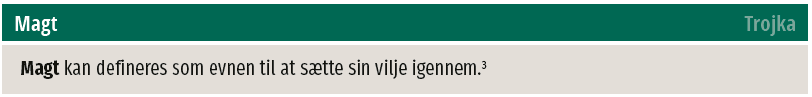 Magt Trojka
Magt kan defineres som evnen til at sætte sin vilje igennem.³